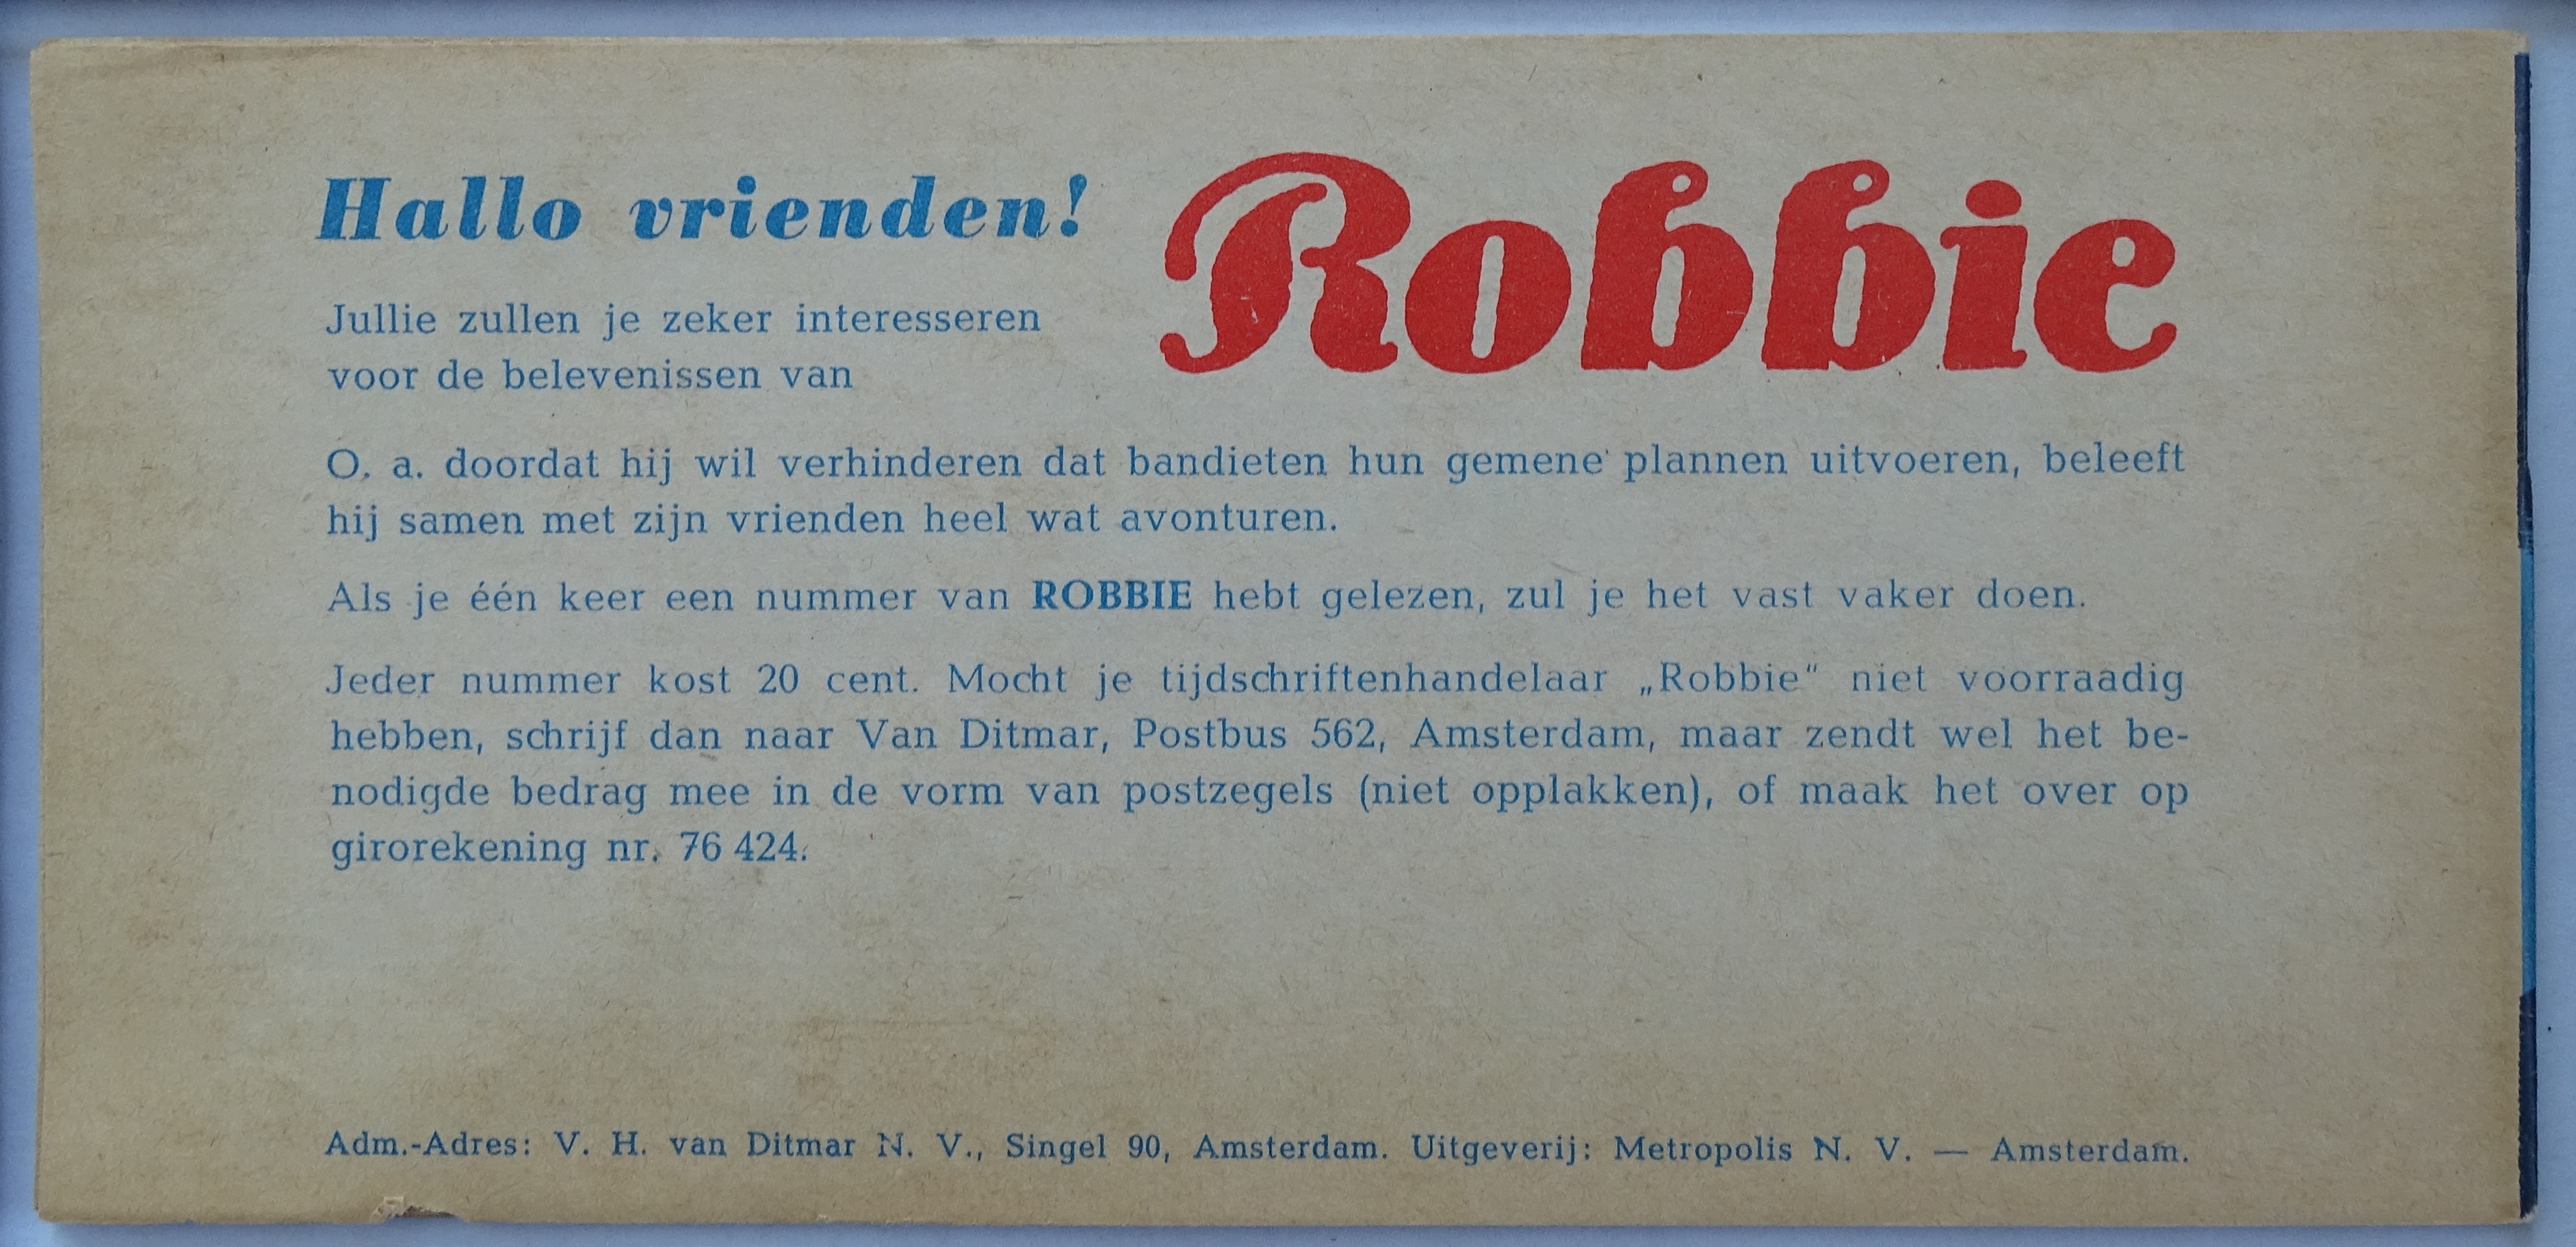 Hallo vrienden!
Robbie
Jullie zullen je zeker interesseren
voor de belevenissen van
O. a. doordat hij wil verhinderen dat bandieten hun gemene plannen uitvoeren, beleeft
hij samen met zijn vrienden heel wat avonturen.
Als je één keer een nummer van ROBBIE hebt gelezen, zul je het vast vaker doen.
Jeder nummer kost 20 cent. Mocht je tijdschriftenhandelaar „Robbie“ niet voorraadig
hebben, schrijf dan naar Van Ditmar, Postbus 562, Amsterdam, maar zendt wel het be-
nodigde bedrag mee in de vorm van postzegels (niet opplakken), of maak het over op
girorekening nr. 76 424.
Adm.-Adres: V. H. van Ditmar N. V., Singel 90, Amsterdam. Uitgeverij: Metropolis N. V. — Amsterdam.